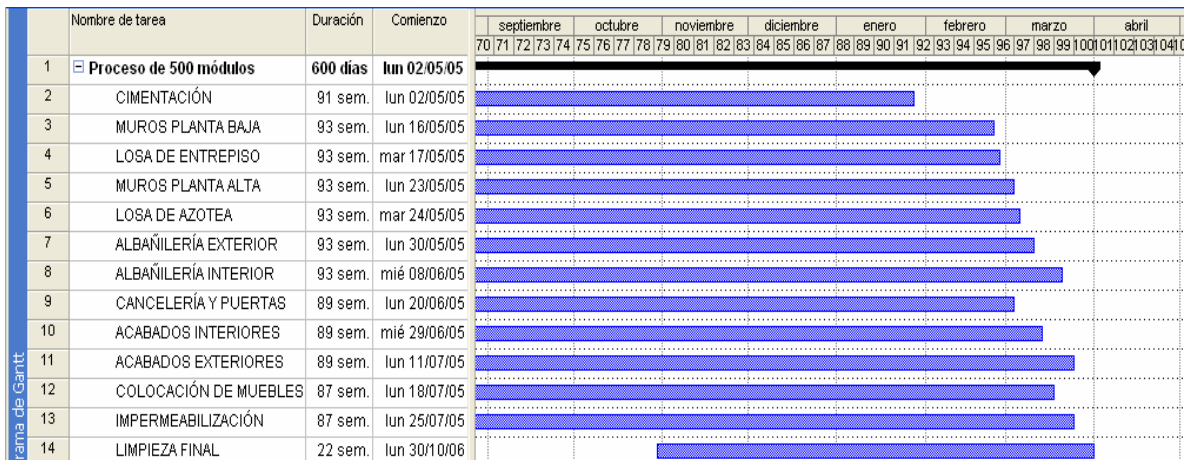 Nombre de tarea Duración Comienzo
septiembre octubre noviembre diciembre enero febrero marzo abril
70 71 72 73 74 75 76 77 78 79 80 81 82 83 84 85 86 87 88 89 90 91 92 93 94 95 96 97 98 99 100 101 102 103 104
1 Proceso de 500 módulos 600 días lun 02/05/05
2 CIMENTACIÓN 91 sem. lun 02/05/05
3 MUROS PLANTA BAJA 93 sem. lun 16/05/05
4 LOSA DE ENTREPISO 93 sem. mar 17/05/05
5 MUROS PLANTA ALTA 93 sem. lun 23/05/05
6 LOSA DE AZOTEA 93 sem. mar 24/05/05
7 ALBAÑILERÍA EXTERIOR 93 sem. lun 30/05/05
8 ALBAÑILERÍA INTERIOR 93 sem. mié 08/06/05
9 CANCELERÍA Y PUERTAS 89 sem. lun 20/06/05
10 ACABADOS INTERIORES 89 sem. mié 29/06/05
11 ACABADOS EXTERIORES 89 sem. lun 11/07/05
12 COLOCACIÓN DE MUEBLES 87 sem. lun 18/07/05
13 IMPERMEABILIZACIÓN 87 sem. lun 25/07/05
14 LIMPIEZA FINAL 22 sem. lun 30/10/06
rama de Gantt